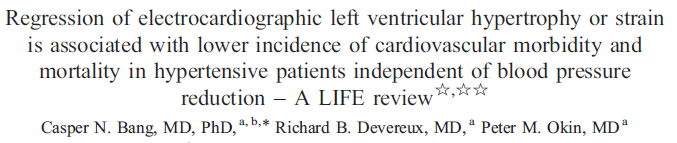 Regression of electrocardiographic left ventricular hypertrophy or strain
is associated with lower incidence of cardiovascular morbidity and
mortality in hypertensive patients independent of blood pressure
reduction – A LIFE review☆,☆☆
Casper N. Bang, MD, PhD,a,b,* Richard B. Devereux, MD,a Peter M. Okin, MDa